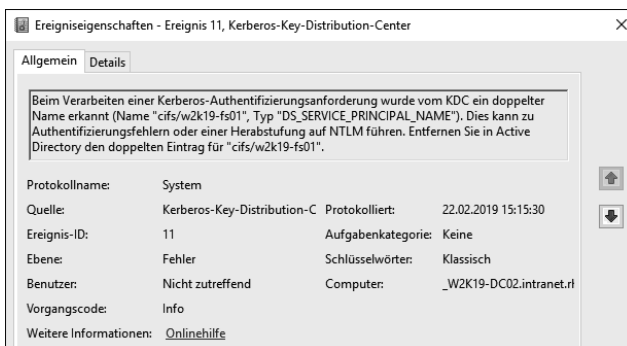 Ereigniseigenschaften - Ereignis 11, Kerberos-Key-Distribution-Center
Allgemein Details
Beim Verarbeiten einer Kerberos-Authentifizierungsanforderung wurde vom KDC ein doppelter
Name erkannt (Name "cifs/w2k19-fs01", Typ "DS_SERVICE_PRINCIPAL_NAME"). Dies kann zu
Authentifizierungsfehlern oder einer Herabstufung auf NTLM führen. Entfernen Sie in Active
Directory den doppelten Eintrag für "cifs/w2k19-fs01".
Protokollname: System
Quelle: Kerberos-Key-Distribution-C Protokolliert: 22.02.2019 15:15:30
Ereignis-ID: 11 Aufgabenkategorie: Keine
Ebene: Fehler Schlüsselwörter: Klassisch
Benutzer: Nicht zutreffend Computer: _W2K19-DC02.intranet.rl
Vorgangscode: Info
Weitere Informationen: Onlinehilfe